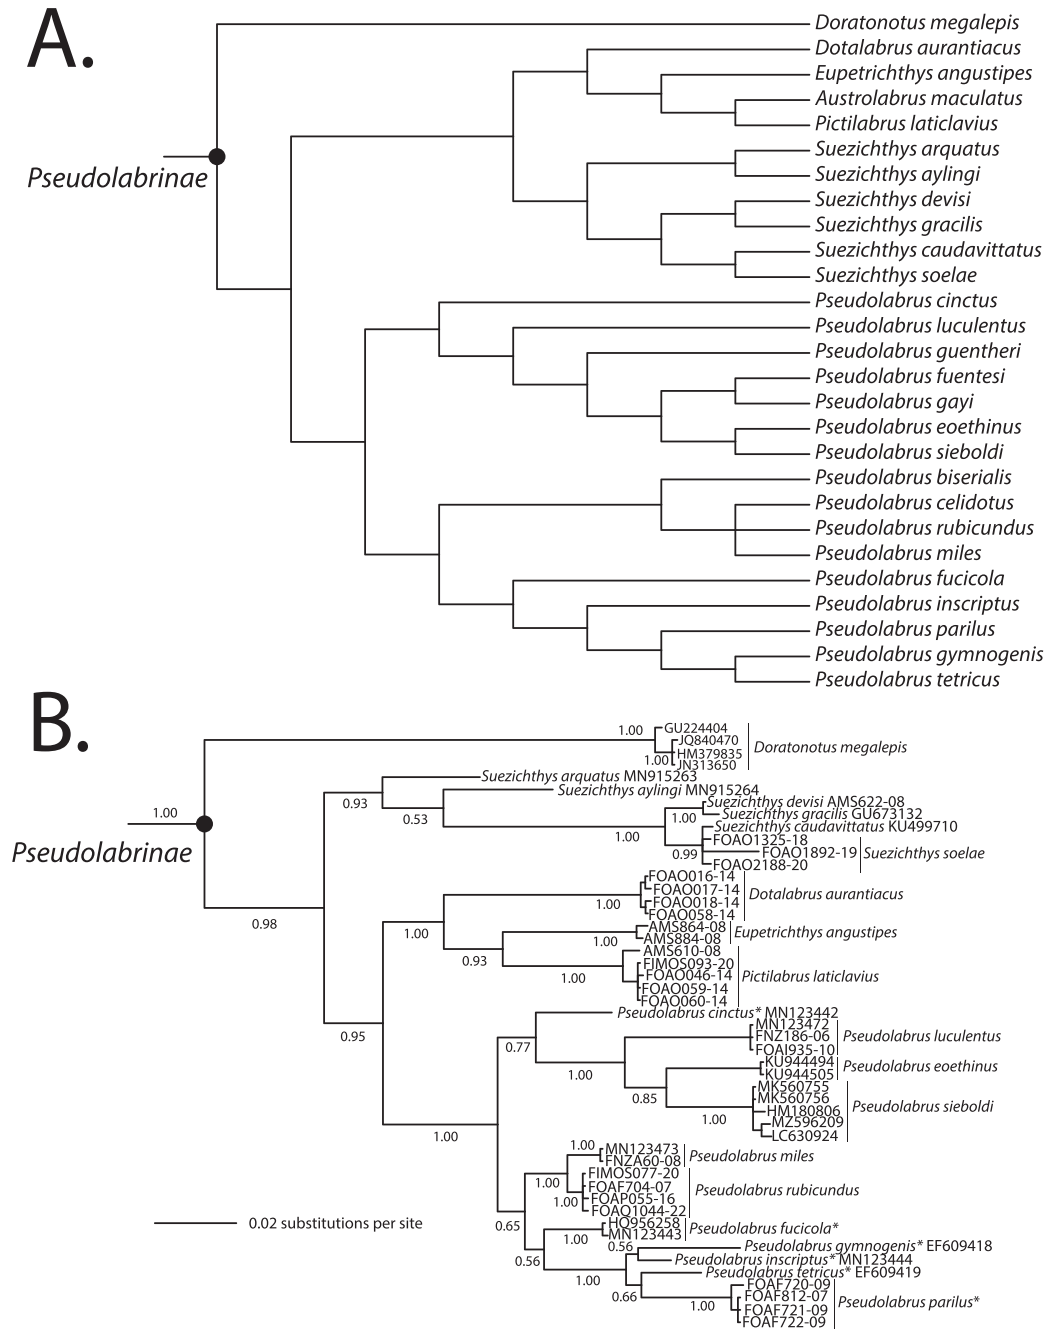 A.
Pseudolabrinae
Doratonotus megalepis
Dotalabrus aurantiacus
Eupetrichthys angustipes
Austrolabrus maculatus
Pictilabrus laticlavius
Suezichthys arquatus
Suezichthys aylingi
Suezichthys devisi
Suezichthys gracilis
Suezichthys caudavittatus
Suezichthys soelae
Pseudolabrus cinctus
Pseudolabrus luculentus
Pseudolabrus guentheri
Pseudolabrus fuentesi
Pseudolabrus gayi
Pseudolabrus eoethinus
Pseudolabrus sieboldi
Pseudolabrus biserialis
Pseudolabrus celidotus
Pseudolabrus rubicundus
Pseudolabrus miles
Pseudolabrus fucicola
Pseudolabrus inscriptus
Pseudolabrus parilus
Pseudolabrus gymnogenis
Pseudolabrus tetricus
B.
1.00
Pseudolabrinae
1.00
GU224404
JQ840470
1.00
HM379835
JN313650
Doratonotus megalepis
0.98
0.93
Suezichthys arquatus MN915263
0.53
Suezichthys aylingi MN915264
1.00
1.00
Suezichthys devisi AMS622-08
Suezichthys gracilis GU673132
0.99
Suezichthys caudavittatus KU499710
FOAO1325-18
FOAO1892-19
FOAO2188-20
Suezichthys soelae
0.95
1.00
1.00
FOAO016-14
FOAO017-14
FOAO018-14
FOAO058-14
Dotalabrus aurantiacus
0.93
1.00
AMS864-08
AMS884-08
Eupetrichthys angustipes
1.00
AMS610-08
FIMOS093-20
FOAO046-14
FOAO059-14
FOAO060-14
Pictilabrus laticlavius
1.00
0.77
Pseudolabrus cinctus* MN123442
1.00
MN123472
FNZ186-06
FOAI935-10
Pseudolabrus luculentus
0.85
KU944494
KU944505
Pseudolabrus eoethinus
1.00
MK560755
MK560756
HM180806
MZ596209
LC630924
Pseudolabrus sieboldi
0.65
1.00
1.00
MN123473
FNZA60-08
Pseudolabrus miles
1.00
FIMOS077-20
FOAF704-07
FOAP055-16
FOAQ1044-22
Pseudolabrus rubicundus
0.56
1.00
HQ956258
MN123443
Pseudolabrus fucicola*
1.00
0.56
Pseudolabrus gymnogenis* EF609418
Pseudolabrus inscriptus* MN123444
0.66
Pseudolabrus tetricus* EF609419
1.00
FOAF720-09
FOAF812-07
FOAF721-09
FOAF722-09
Pseudolabrus parilus*
0.02 substitutions per site